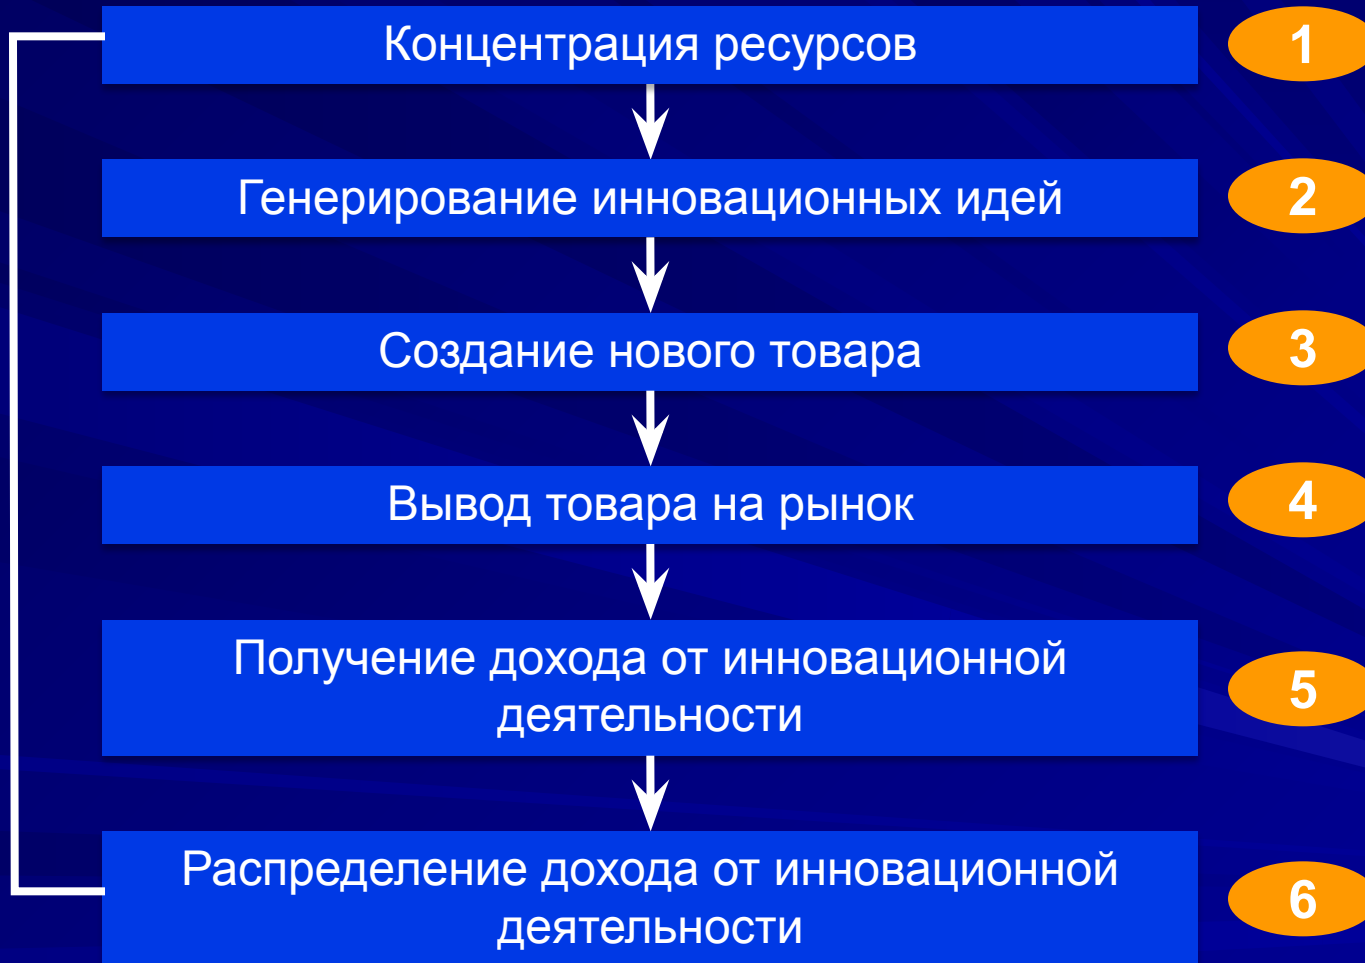 Концентрация ресурсов
1
Генерирование инновационных идей
2
Создание нового товара
3
Вывод товара на рынок
4
Получение дохода от инновационной
деятельности
5
Распределение дохода от инновационной
деятельности
6